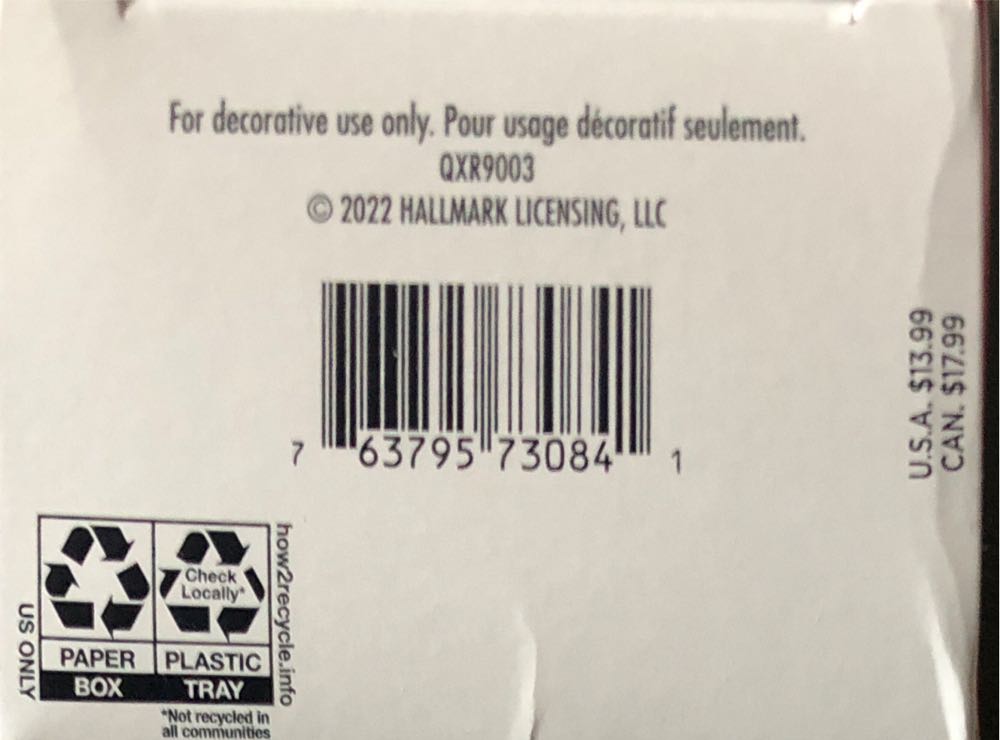 For decorative use only. Pour usage décoratif seulement.
QXR9003
© 2022 HALLMARK LICENSING, LLC
7 63795 73084 1
U.S.A. $13.99
CAN. $17.99
US ONLY
Check
Locally*
PAPER PLASTIC
BOX TRAY
how2recycle.info
*Not recycled in
all communities